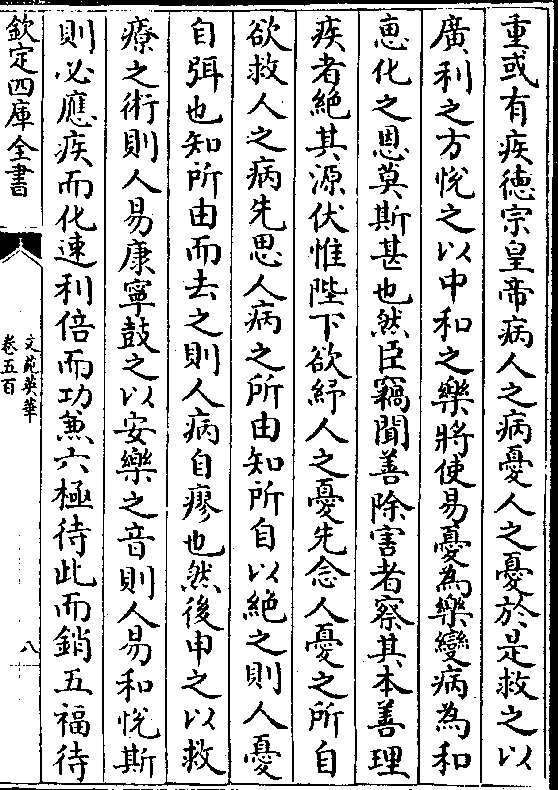 重或有疾徳宗皇帝病人之病憂人之憂於是救之以
廣利之方悅之以中和之樂將使易憂為樂變病為和
恵化之恩莫斯甚也然臣竊聞善除害者察其本善理
疾者絶其源伏惟陛下欲紓人之憂先念人憂之所自
欲救人之病先思人病之所由知所自以絶之則人憂
自弭也知所由而去之則人病自瘳也然後申之以救
療之術則人易康寧鼓之以安樂之音則人易和悅斯
則必應疾而化速利倍而功兼六極待此而銷五福待
欽定四庫全書
文苑英華
卷五百
八